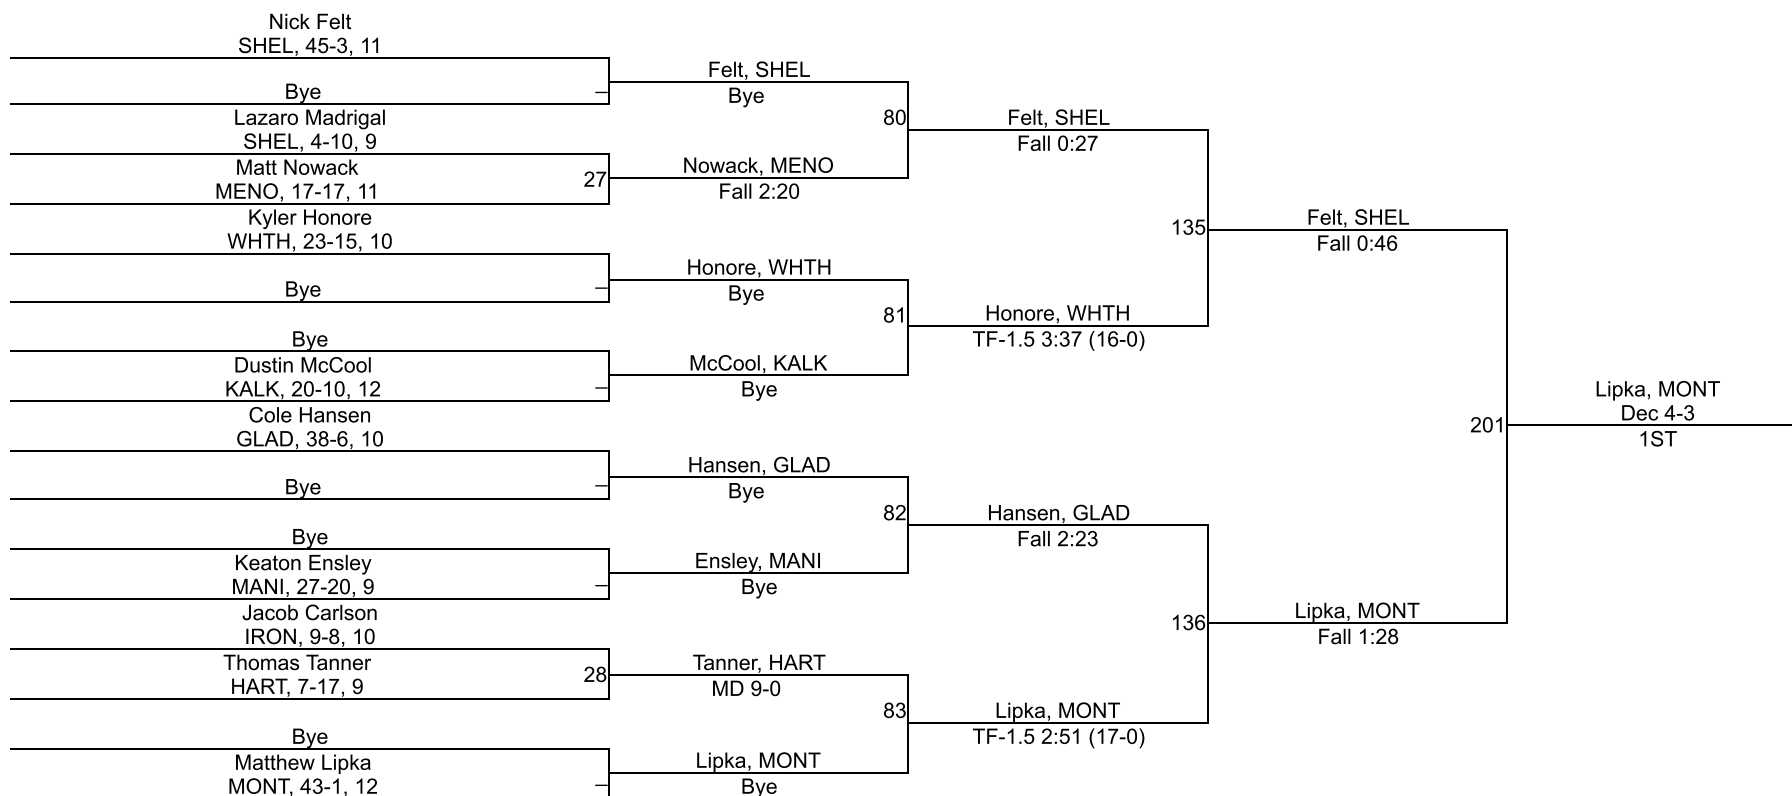 Nick Felt
SHEL, 45-3, 11
Bye
Lazaro Madrigal
SHEL, 4-10, 9
Matt Nowack
MENO, 17-17, 11
Kyler Honore
WHTH, 23-15, 10
Bye
Bye
Dustin McCool
KALK, 20-10, 12
Cole Hansen
GLAD, 38-6, 10
Bye
Bye
Keaton Ensley
MANI, 27-20, 9
Jacob Carlson
IRON, 9-8, 10
Thomas Tanner
HART, 7-17, 9
Bye
Matthew Lipka
MONT, 43-1, 12
–
27
–
–
–
–
28
–
Felt, SHEL
Bye
Nowack, MENO
Fall 2:20
Honore, WHTH
Bye
McCool, KALK
Bye
Hansen, GLAD
Bye
Ensley, MANI
Bye
Tanner, HART
MD 9-0
Lipka, MONT
Bye
80
81
82
83
Felt, SHEL
Fall 0:27
Honore, WHTH
TF-1.5 3:37 (16-0)
Hansen, GLAD
Fall 2:23
Lipka, MONT
TF-1.5 2:51 (17-0)
135
136
Felt, SHEL
Fall 0:46
Lipka, MONT
Fall 1:28
201
Lipka, MONT
Dec 4-3
1ST